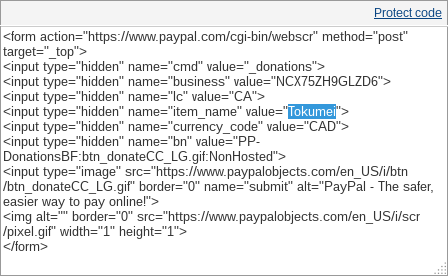 Protect code
<form action="https://www.paypal.com/cgi-bin/webscr" method="post"
target="_top">
<input type="hidden" name="cmd" value="_donations">
<input type="hidden" name="business" value="NCX75ZH9GLZD6">
<input type="hidden" name="lc" value="CA">
<input type="hidden" name="item_name" value="Tokumei">
<input type="hidden" name="currency_code" value="CAD">
<input type="hidden" name="bn" value="PP-
DonationsBF:btn_donateCC_LG.gif:NonHosted">
<input type="image" src="https://www.paypalobjects.com/en_US/i/btn
/btn_donateCC_LG.gif" border="0" name="submit" alt="PayPal - The safer,
easier way to pay online!">
<img alt="" border="0" src="https://www.paypalobjects.com/en_US/i/scr
/pixel.gif" width="1" height="1">
</form>